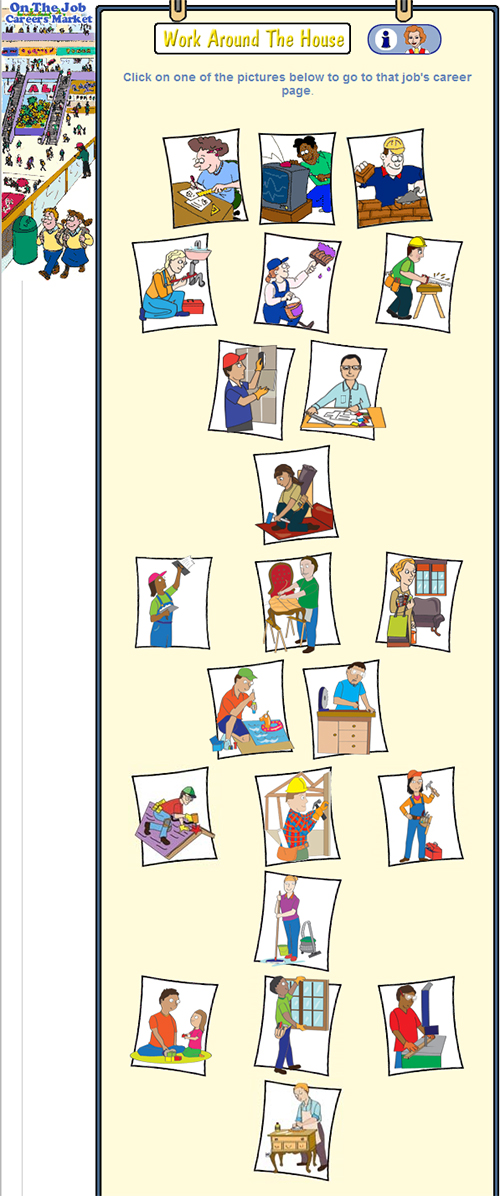 On The Job
Careers Market
Work Around The House
i
Click on one of the pictures below to go to that job's career
page.